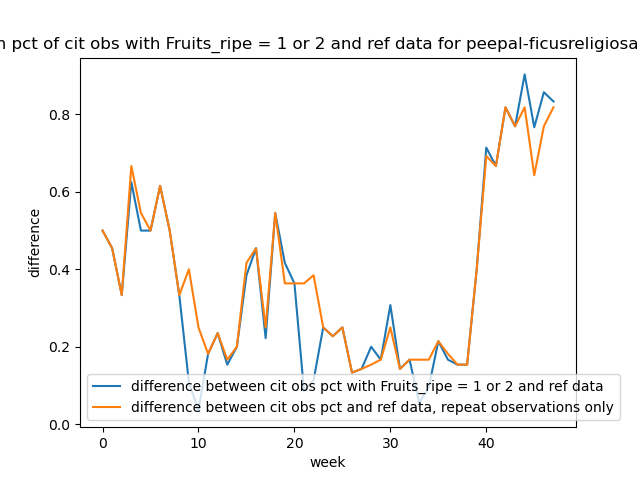 n pct of cit obs with Fruits_ripe = 1 or 2 and ref data for peepal-ficusreligiosa
0.8
0.6
0.4
0.2
0.0
difference
difference between cit obs pct with Fruits_ripe = 1 or 2 and ref data
difference between cit obs pct and ref data, repeat observations only
0 10 20 30 40
week